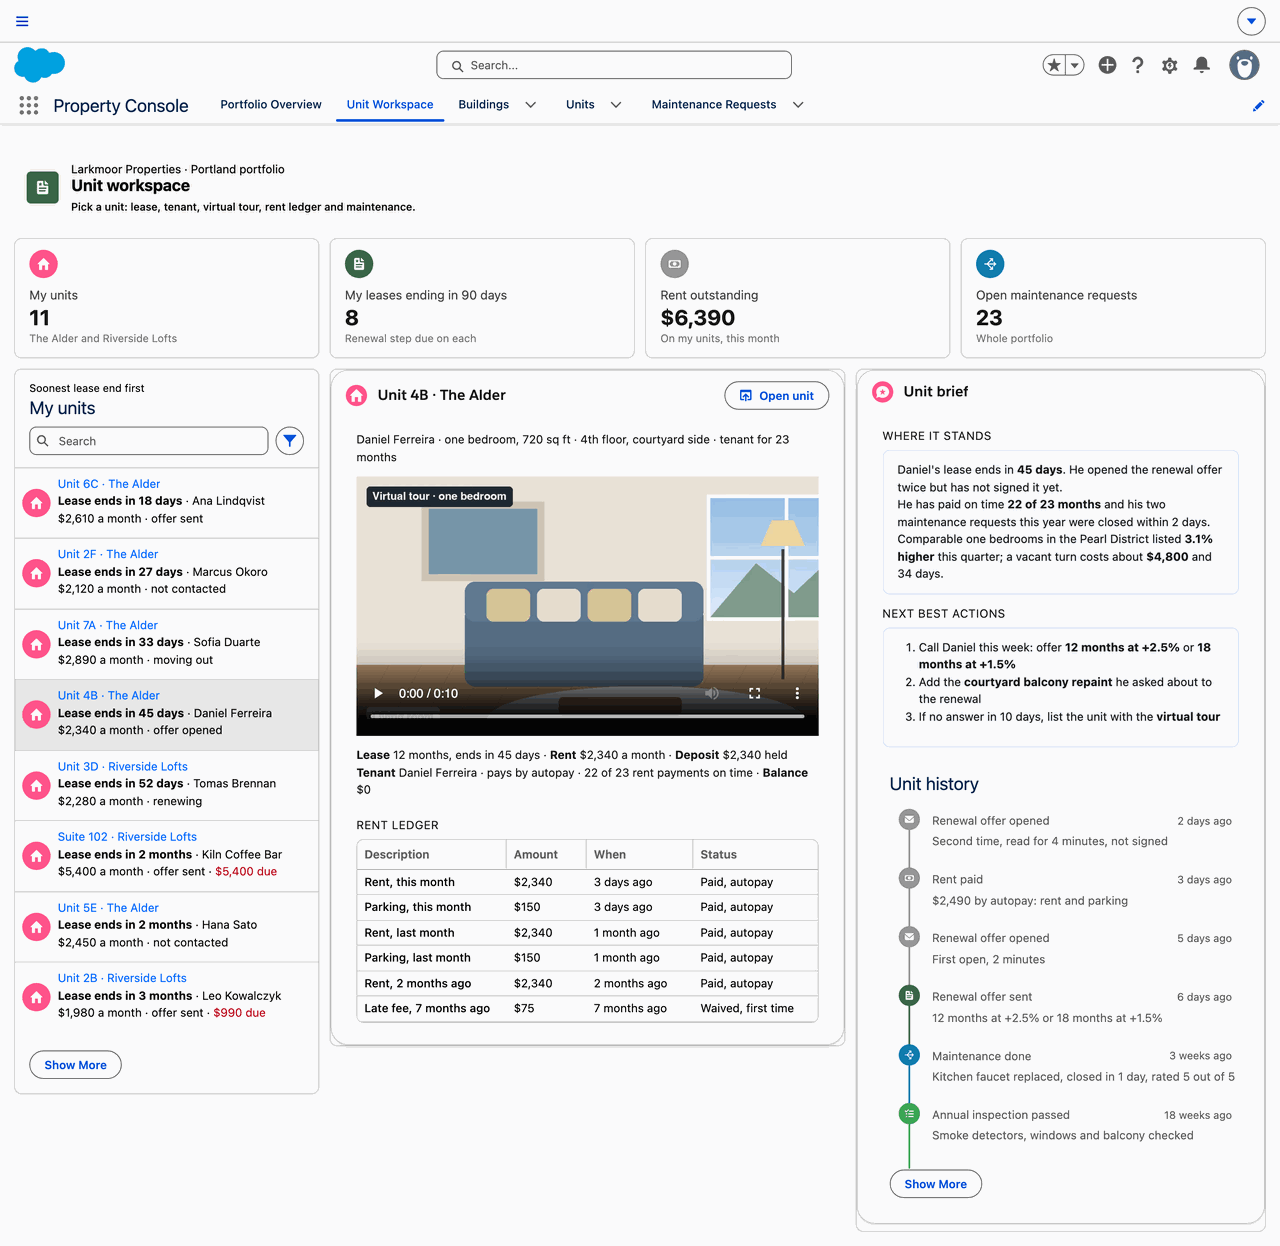 Search...
Property Console
Portfolio Overview
Unit Workspace
Buildings
Units
Maintenance Requests
Larkmoor Properties · Portland portfolio
Unit workspace
Pick a unit: lease, tenant, virtual tour, rent ledger and maintenance.
My units
11
The Alder and Riverside Lofts
My leases ending in 90 days
8
Renewal step due on each
Rent outstanding
$6,390
On my units, this month
Open maintenance requests
23
Whole portfolio
Soonest lease end first
My units
Search
Unit 6C · The Alder
Lease ends in 18 days · Ana Lindqvist
$2,610 a month · offer sent
Unit 2F · The Alder
Lease ends in 27 days · Marcus Okoro
$2,120 a month · not contacted
Unit 7A · The Alder
Lease ends in 33 days · Sofia Duarte
$2,890 a month · moving out
Unit 4B · The Alder
Lease ends in 45 days · Daniel Ferreira
$2,340 a month · offer opened
Unit 3D · Riverside Lofts
Lease ends in 52 days · Tomas Brennan
$2,280 a month · renewing
Suite 102 · Riverside Lofts
Lease ends in 2 months · Kiln Coffee Bar
$5,400 a month · offer sent · $5,400 due
Unit 5E · The Alder
Lease ends in 2 months · Hana Sato
$2,450 a month · not contacted
Unit 2B · Riverside Lofts
Lease ends in 3 months · Leo Kowalczyk
$1,980 a month · offer sent · $990 due
Show More
Unit 4B · The Alder
Open unit
Daniel Ferreira · one bedroom, 720 sq ft · 4th floor, courtyard side · tenant for 23
months
Virtual tour · one bedroom
0:00 / 0:10
Lease 12 months, ends in 45 days · Rent $2,340 a month · Deposit $2,340 held
Tenant Daniel Ferreira · pays by autopay · 22 of 23 rent payments on time · Balance
$0
RENT LEDGER
Description Amount When Status
Rent, this month $2,340 3 days ago Paid, autopay
Parking, this month $150 3 days ago Paid, autopay
Rent, last month $2,340 1 month ago Paid, autopay
Parking, last month $150 1 month ago Paid, autopay
Rent, 2 months ago $2,340 2 months ago Paid, autopay
Late fee, 7 months ago $75 7 months ago Waived, first time
Unit brief
WHERE IT STANDS
Daniel's lease ends in 45 days. He opened the renewal offer
twice but has not signed it yet.
He has paid on time 22 of 23 months and his two
maintenance requests this year were closed within 2 days.
Comparable one bedrooms in the Pearl District listed 3.1%
higher this quarter; a vacant turn costs about $4,800 and
34 days.
NEXT BEST ACTIONS
1. Call Daniel this week: offer 12 months at +2.5% or 18
months at +1.5%
2. Add the courtyard balcony repaint he asked about to
the renewal
3. If no answer in 10 days, list the unit with the virtual tour
Unit history
Renewal offer opened 2 days ago
Second time, read for 4 minutes, not signed
Rent paid 3 days ago
$2,490 by autopay: rent and parking
Renewal offer opened 5 days ago
First open, 2 minutes
Renewal offer sent 6 days ago
12 months at +2.5% or 18 months at +1.5%
Maintenance done 3 weeks ago
Kitchen faucet replaced, closed in 1 day, rated 5 out of 5
Annual inspection passed 18 weeks ago
Smoke detectors, windows and balcony checked
Show More